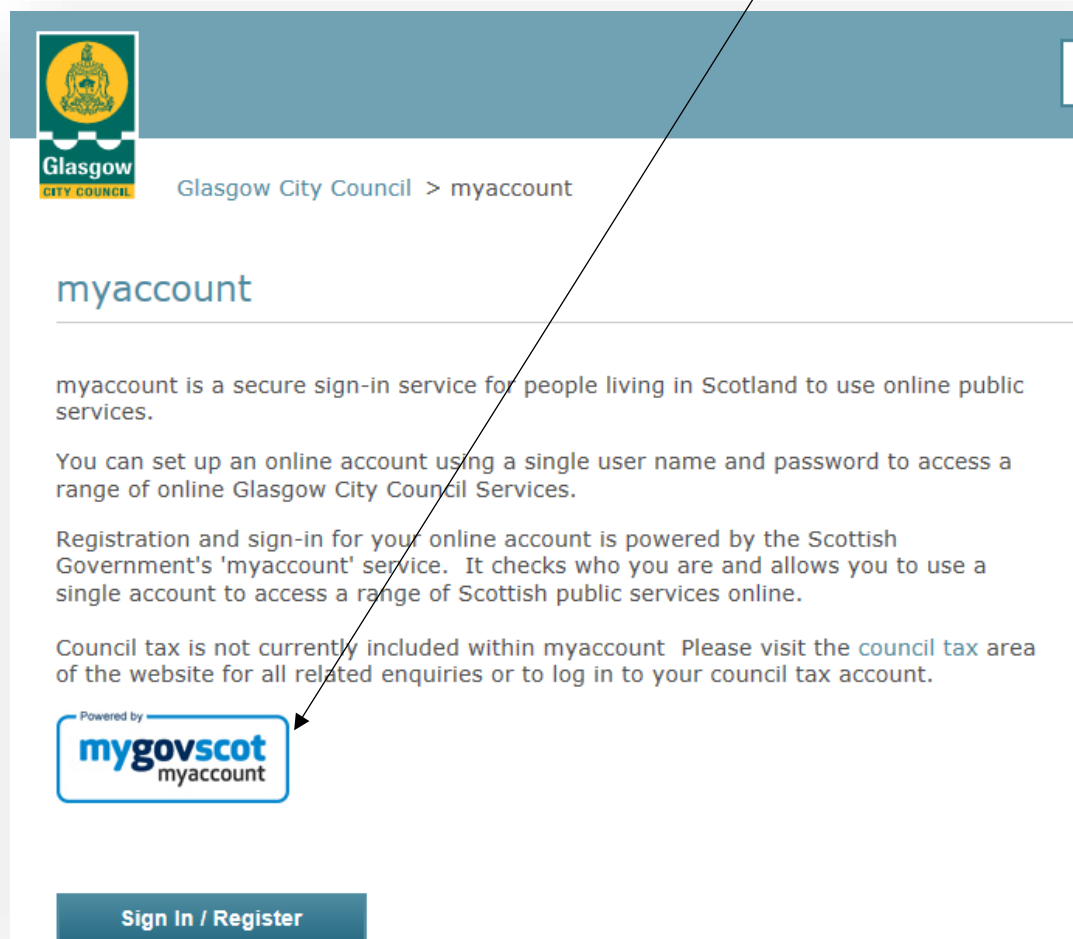 Glasgow
CITY COUNCIL
Glasgow City Council > myaccount
myaccount
myaccount is a secure sign-in service for people living in Scotland to use online public
services.
You can set up an online account using a single user name and password to access a
range of online Glasgow City Council Services.
Registration and sign-in for your online account is powered by the Scottish
Government's 'myaccount' service.  It checks who you are and allows you to use a
single account to access a range of Scottish public services online.
Council tax is not currently included within myaccount  Please visit the council tax area
of the website for all related enquiries or to log in to your council tax account.
Powered by
mygovscot
myaccount
Sign In / Register